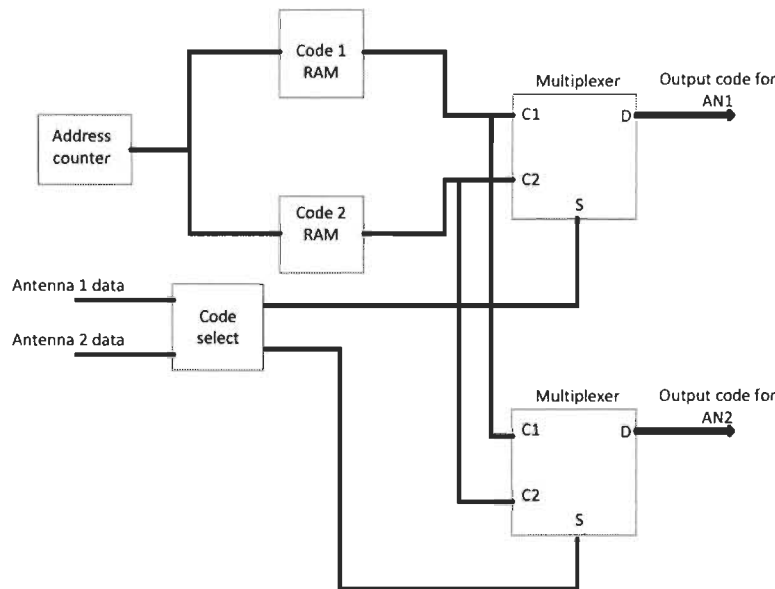 Code 1
RAM
Multiplexer
Output code for
AN1
C1
D
Address
counter
C2
Code 2
RAM
S
Antenna 1 data
Code
select
Antenna 2 data
Multiplexer
Output code for
AN2
C1
D
C2
S